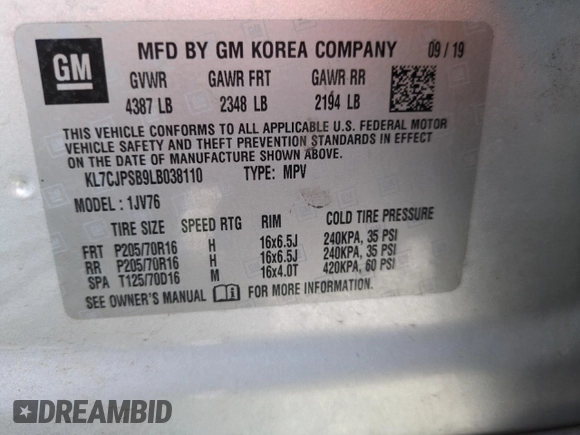 GM
MFD BY GM KOREA COMPANY 09 / 19
GVWR GAWR FRT GAWR RR
4387 LB 2348 LB 2194 LB
THIS VEHICLE CONFORMS TO ALL APPLICABLE U.S. FEDERAL MOTOR
VEHICLE SAFETY AND THEFT PREVENTION STANDARDS IN EFFECT
ON THE DATE OF MANUFACTURE SHOWN ABOVE.
KL7CJPSB9LB038110 TYPE: MPV
MODEL : 1JV76
TIRE SIZE SPEED RTG RIM COLD TIRE PRESSURE
FRT P205/70R16 H 16x6.5J 240KPA, 35 PSI
RR P205/70R16 H 16x6.5J 240KPA, 35 PSI
SPA T125/70D16 M 16x4.0T 420KPA, 60 PSI
SEE OWNER'S MANUAL FOR MORE INFORMATION.
DREAMBID